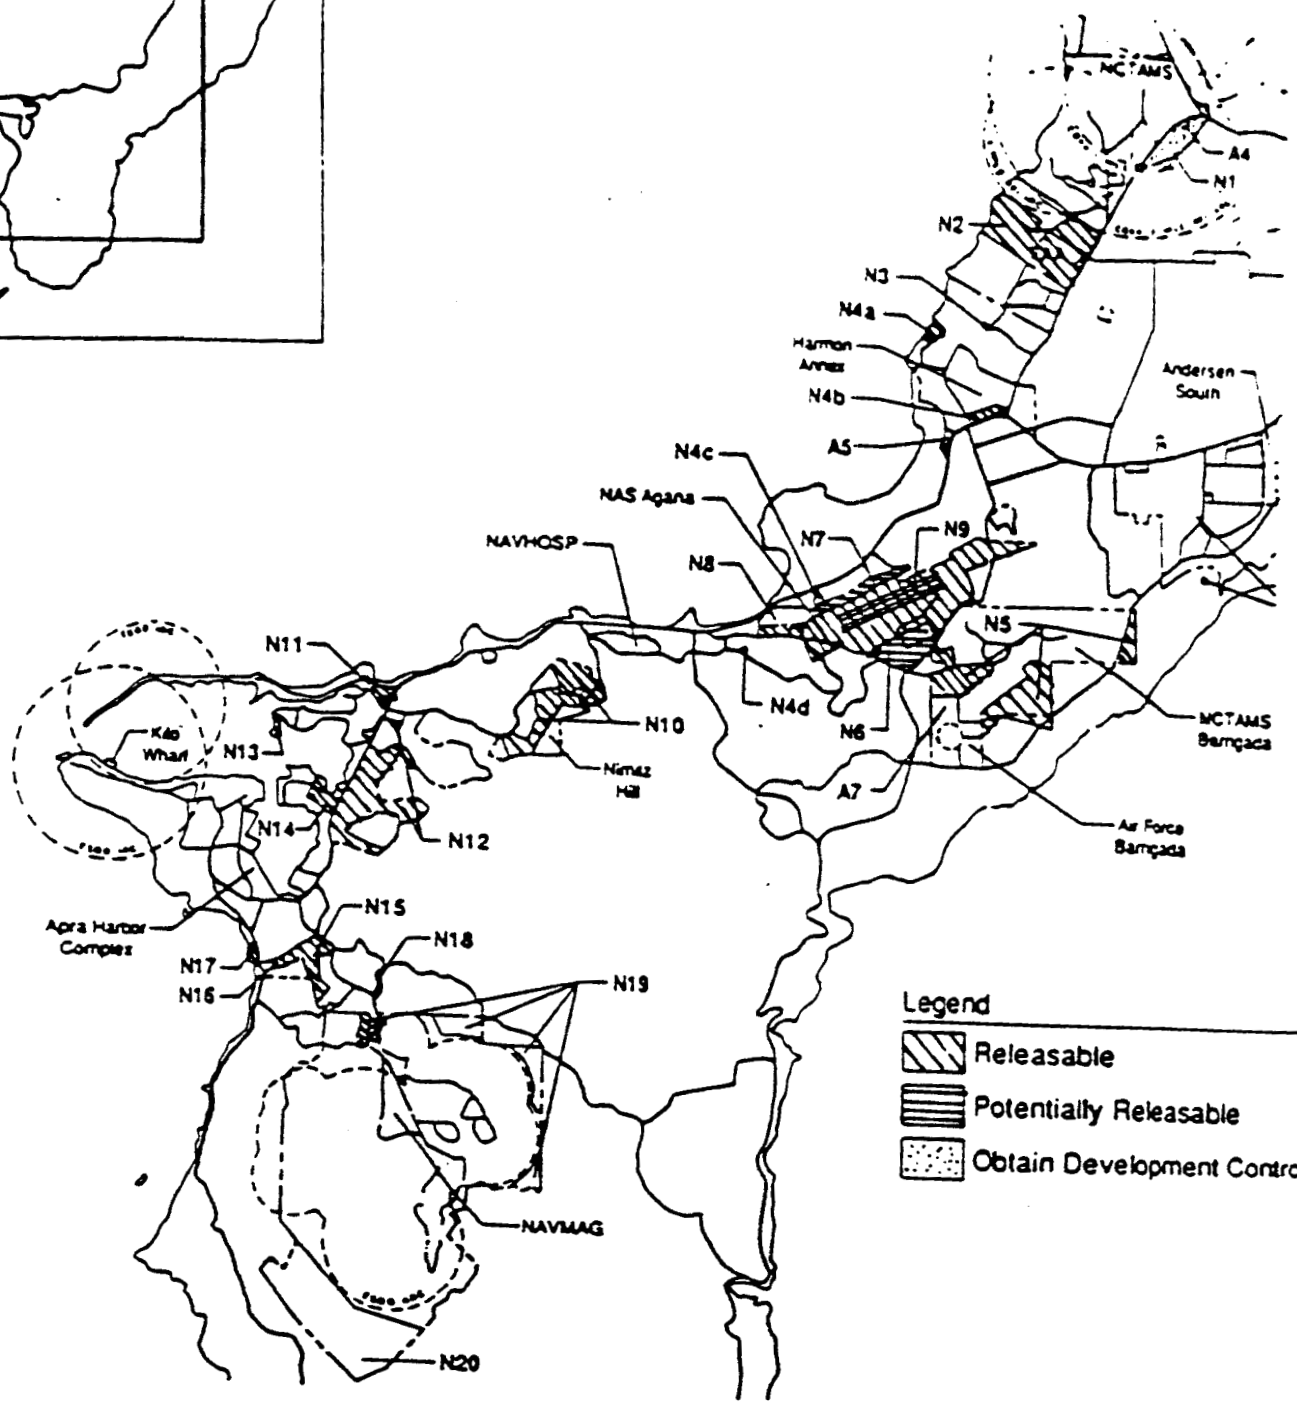 NCTAMS
A4
N1
N2
N3
N4a
Harmon
Annex
Andersen
South
N4b
A5
N4c
NAS Agana
NAVHOSP
N7
N9
N8
N5
N11
N4d
N6
N10
NCTAMS
Barrigada
Kilo
Wharf
N13
Nimitz
Hill
A7
N14
N12
Air Force
Barrigada
N15
Apra Harbor
Complex
N18
N17
N16
N19
Legend
Releasable
Potentially Releasable
Obtain Development Contro
NAVMAG
N20